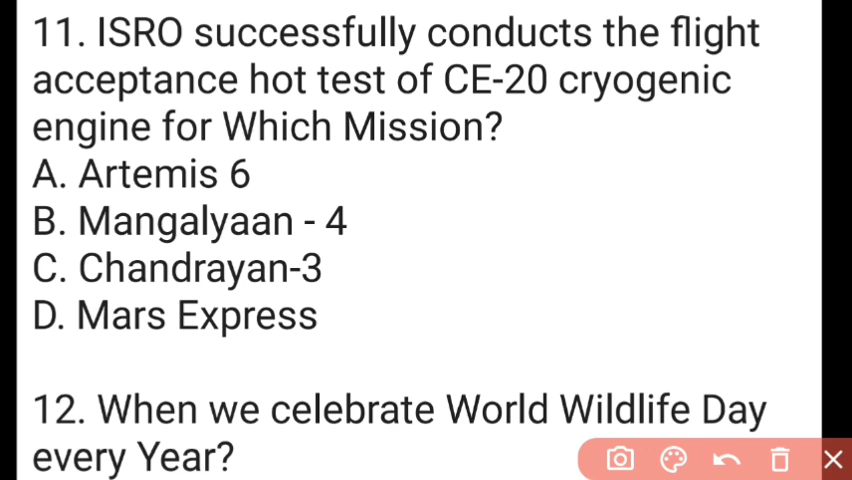 11. ISRO successfully conducts the flight
acceptance hot test of CE-20 cryogenic
engine for Which Mission?
A. Artemis 6
B. Mangalyaan - 4
C. Chandrayan-3
D. Mars Express
12. When we celebrate World Wildlife Day
every Year?